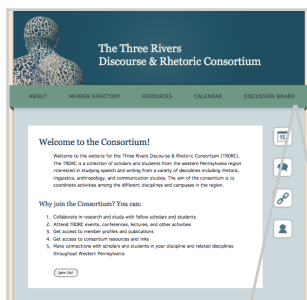 The Three Rivers
Discourse & Rhetoric Consortium
ABOUT MEMBER DIRECTORY RESOURCES CALENDAR DISCUSSION BOARD
15
Welcome to the Consortium!
Welcome to the website for the Three Rivers Discourse & Rhetoric Consortium (TRDRC).
The TRDRC is a collection of scholars and students from the western Pennsylvania region
interested in studying speech and writing from a variety of disciplines including rhetoric,
linguistics, anthropology, and communication studies. The aim of the consortium is to
coordinate activities among the different disciplines and campuses in the region.
Why join the Consortium? You can:
1. Collaborate in research and study with fellow scholars and students
2. Attend TRDRC events, conferences, lectures, and other activities
3. Get access to member profiles and publications
4. Get access to consortium resources and links
5. Make connections with scholars and students in your discipline and related disciplines
throughout Western Pennsylvania
Join Us!